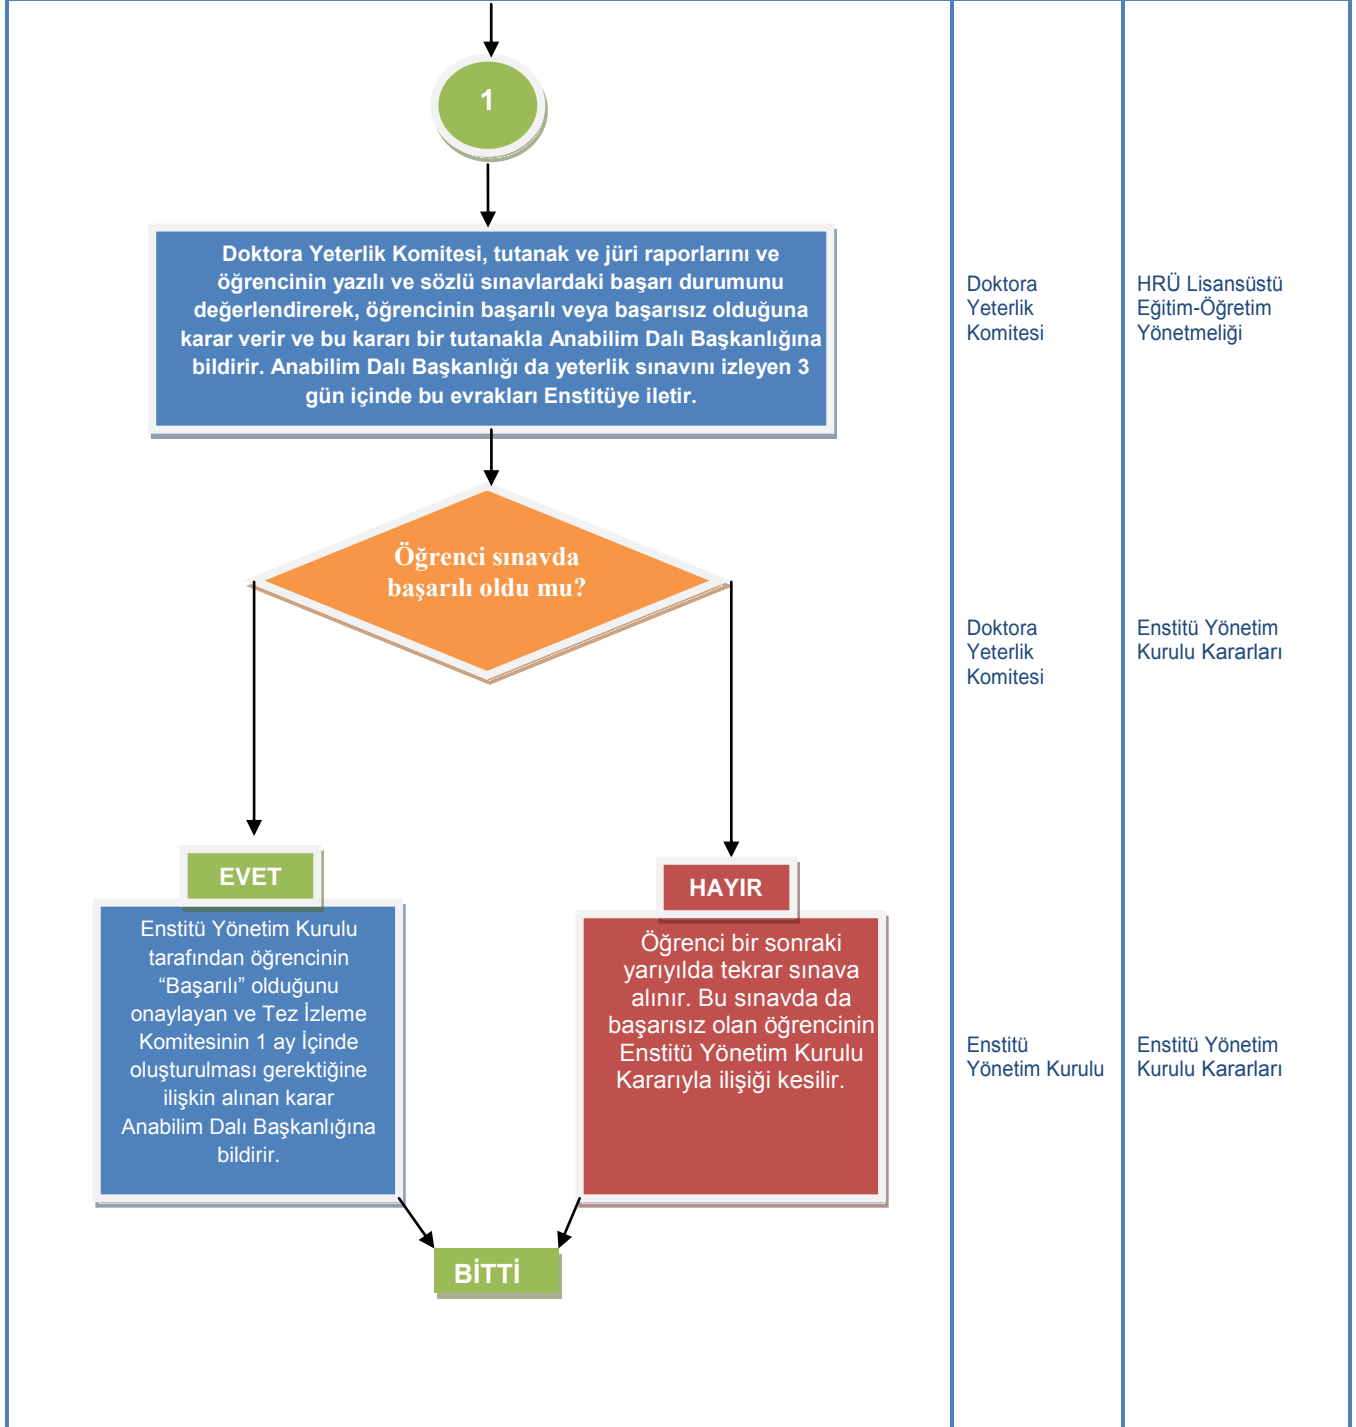 1
Doktora Yeterlik Komitesi, tutanak ve jüri raporlarını ve
öğrencinin yazılı ve sözlü sınavlardaki başarı durumunu
değerlendirerek, öğrencinin başarılı veya başarısız olduğuna
karar verir ve bu kararı bir tutanakla Anabilim Dalı Başkanlığına
bildirir. Anabilim Dalı Başkanlığı da yeterlik sınavını izleyen 3
gün içinde bu evrakları Enstitüye iletir.
Doktora
Yeterlik
Komitesi
HRÜ Lisansüstü
Eğitim-Öğretim
Yönetmeliği
Öğrenci sınavda
başarılı oldu mu?
Doktora
Yeterlik
Komitesi
Enstitü Yönetim
Kurulu Kararları
EVET
Enstitü Yönetim Kurulu
tarafından öğrencinin
“Başarılı” olduğunu
onaylayan ve Tez İzleme
Komitesinin 1 ay İçinde
oluşturulması gerektiğine
ilişkin alınan karar
Anabilim Dalı Başkanlığına
bildirir.
HAYIR
Öğrenci bir sonraki
yarıyılda tekrar sınava
alınır. Bu sınavda da
başarısız olan öğrencinin
Enstitü Yönetim Kurulu
Kararıyla ilişiği kesilir.
Enstitü
Yönetim Kurulu
Enstitü Yönetim
Kurulu Kararları
BİTTİ